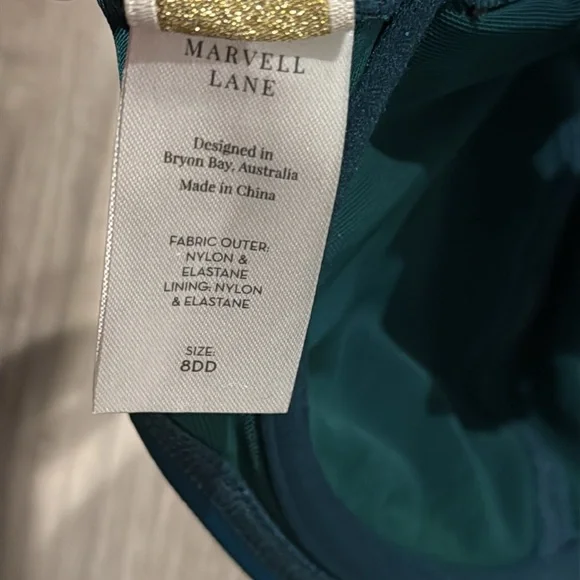 MARVELL
LANE
Designed in
Bryon Bay, Australia
Made in China
FABRIC OUTER:
NYLON &
ELASTANE
LINING: NYLON
& ELASTANE
SIZE:
8DD